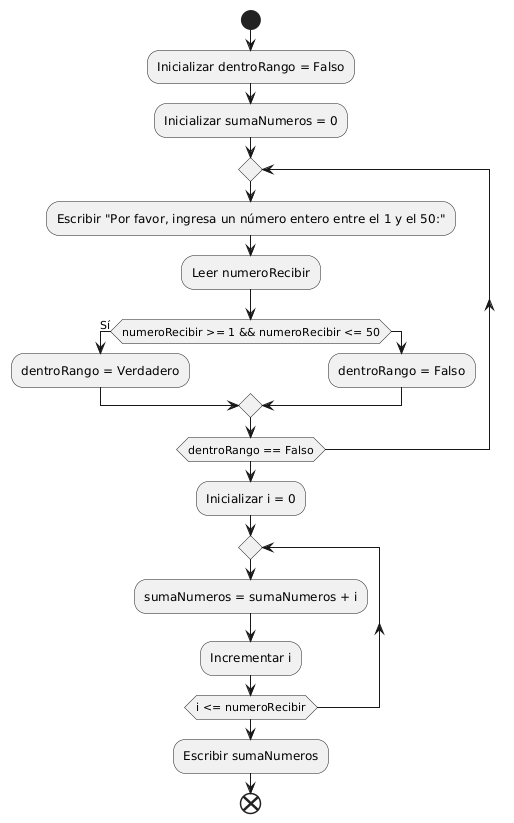 Inicializar dentroRango = Falso
Inicializar sumaNumeros = 0
Escribir "Por favor, ingresa un número entero entre el 1 y el 50:"
Leer numeroRecibir
Sí
numeroRecibir >= 1 && numeroRecibir <= 50
dentroRango = Verdadero
dentroRango = Falso
dentroRango == Falso
Inicializar i = 0
sumaNumeros = sumaNumeros + i
Incrementar i
i <= numeroRecibir
Escribir sumaNumeros